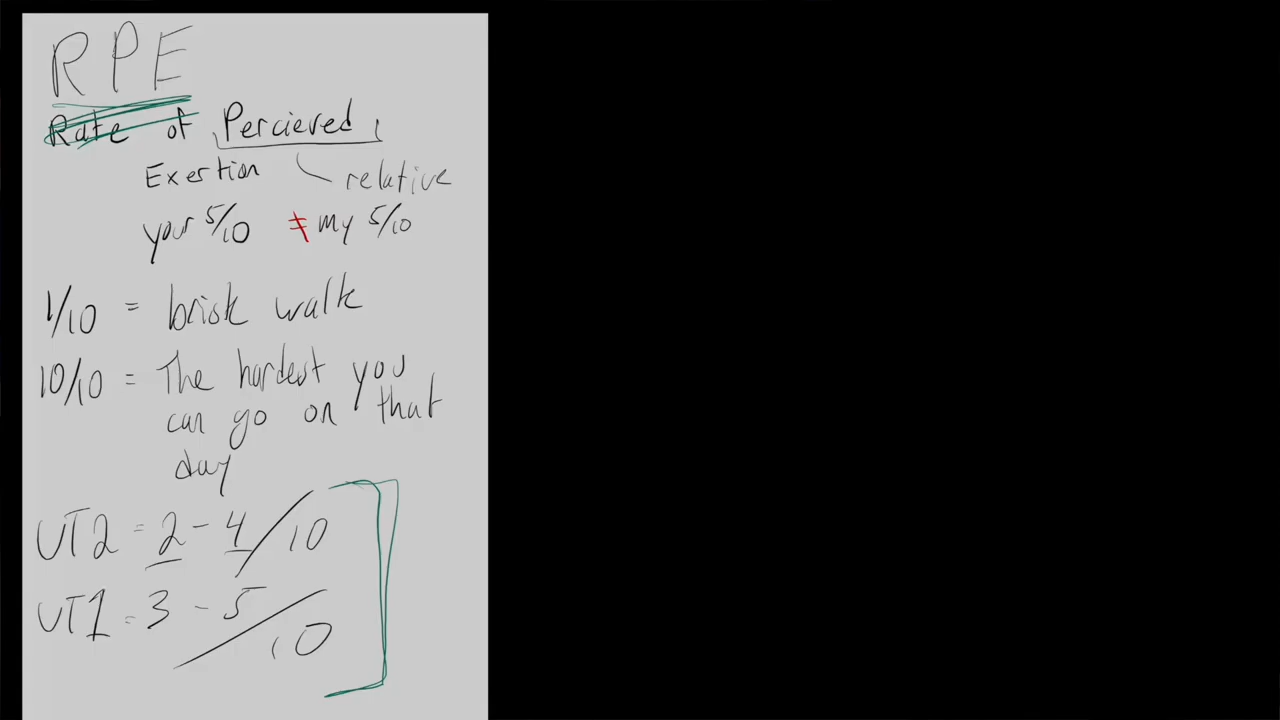 RPE
Rate of Percieved
Exertion relative
your 5/10 ≠ my 5/10
1/10 = brisk walk
10/10 = The hardest you
can go on that
day
UT2 = 2 - 4/10
UT1 = 3 - 5/10